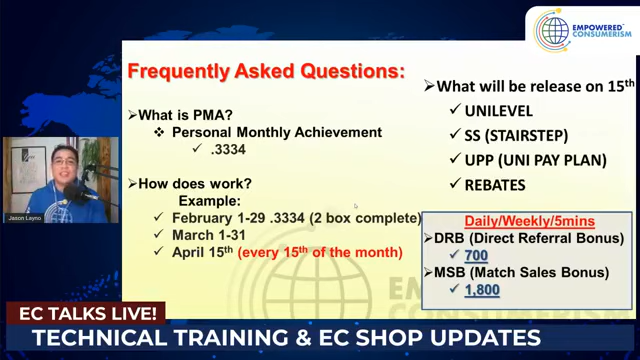 EMPOWERED
CONSUMERISM
Frequently Asked Questions:
➢What is PMA?
❖ Personal Monthly Achievement
✓ .3334
➢How does work?
Example:
✓ February 1-29 .3334 (2 box complete)
✓ March 1-31
✓ April 15th (every 15th of the month)
➢What will be release on 15th
✓UNILEVEL
✓SS (STAIRSTEP)
✓UPP (UNI PAY PLAN)
✓REBATES
Daily/Weekly/5mins
➢DRB (Direct Referral Bonus)
✓ 700
➢MSB (Match Sales Bonus)
✓ 1,800
EMPOWERED
CONSUMERISM
Jason Layno
EC TALKS LIVE!
TECHNICAL TRAINING & EC SHOP UPDATES